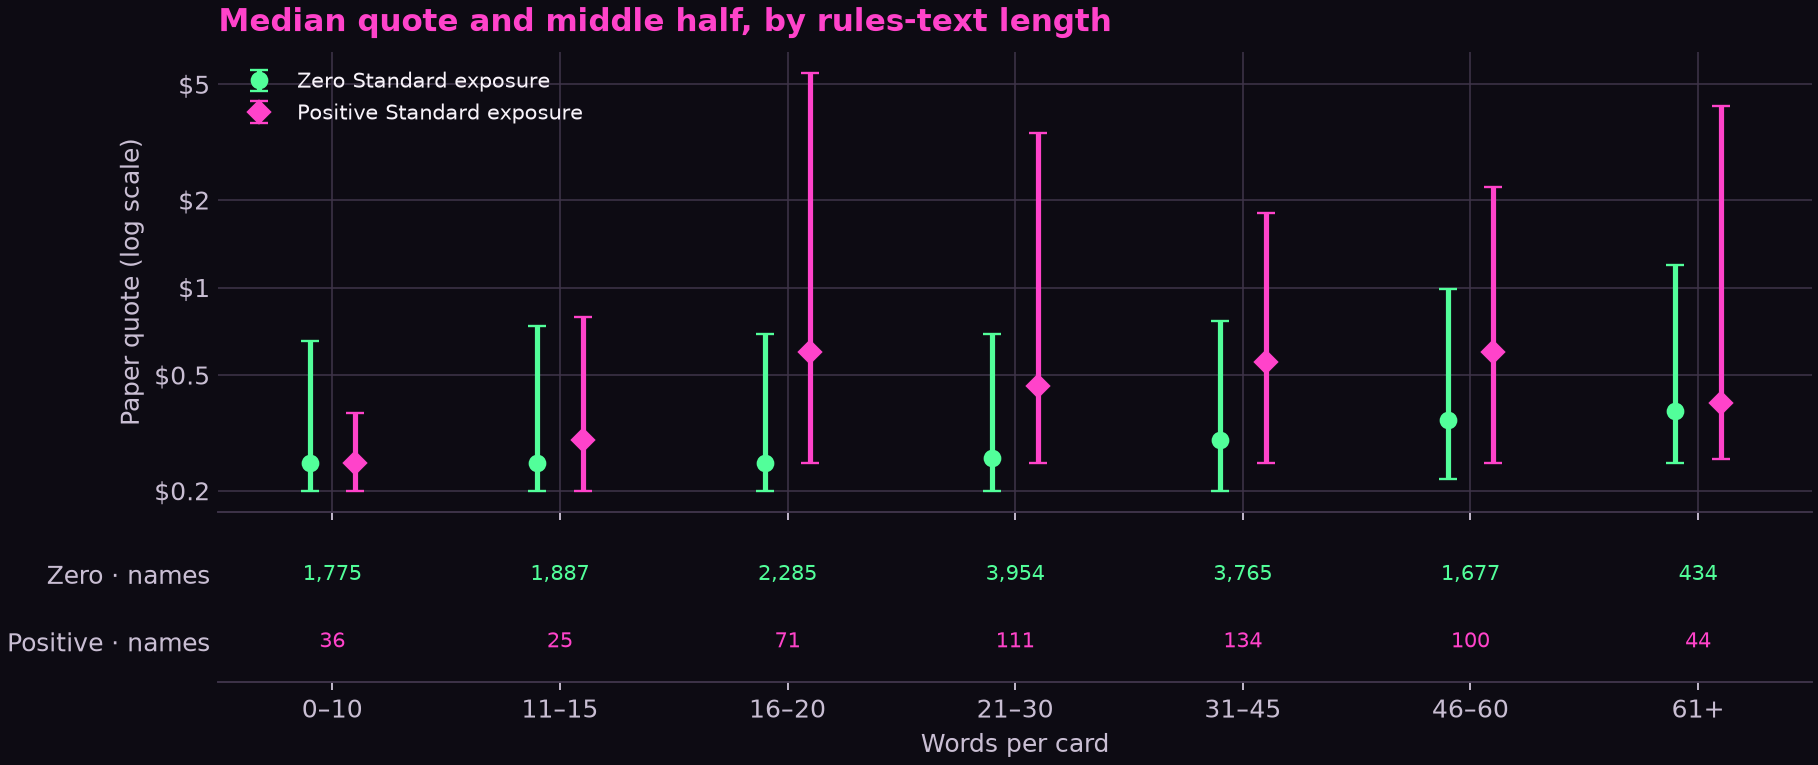 Median quote and middle half, by rules-text length
Zero Standard exposure
Positive Standard exposure
Paper quote (log scale)
$5
$2
$1
$0.5
$0.2
Zero · names 1,775 1,887 2,285 3,954 3,765 1,677 434
Positive · names 36 25 71 111 134 100 44
0–10 11–15 16–20 21–30 31–45 46–60 61+
Words per card